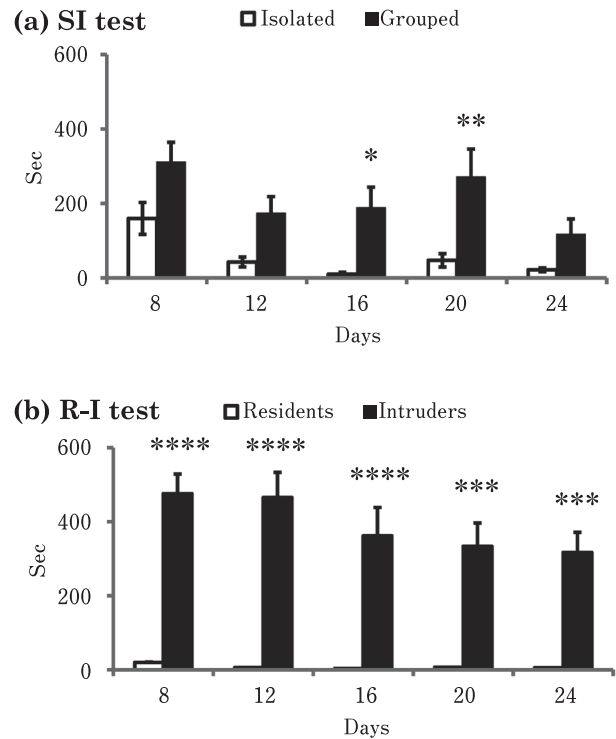 (a) SI test
Isolated Grouped
600
400
200
0
Sec
* **
8 12 16 20 24
Days
(b) R-I test
Residents Intruders
**** **** **** *** ***
600
400
200
0
Sec
8 12 16 20 24
Days